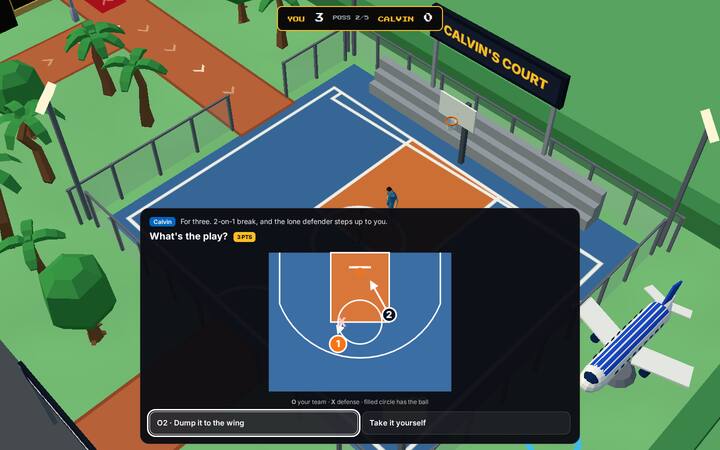 YOU 3 POSS 2/5 CALVIN 0
CALVIN'S COURT
Calvin For three. 2-on-1 break, and the lone defender steps up to you.
What's the play? 3 PTS
2
X
1
O your team · X defense · filled circle has the ball
O2 · Dump it to the wing
Take it yourself